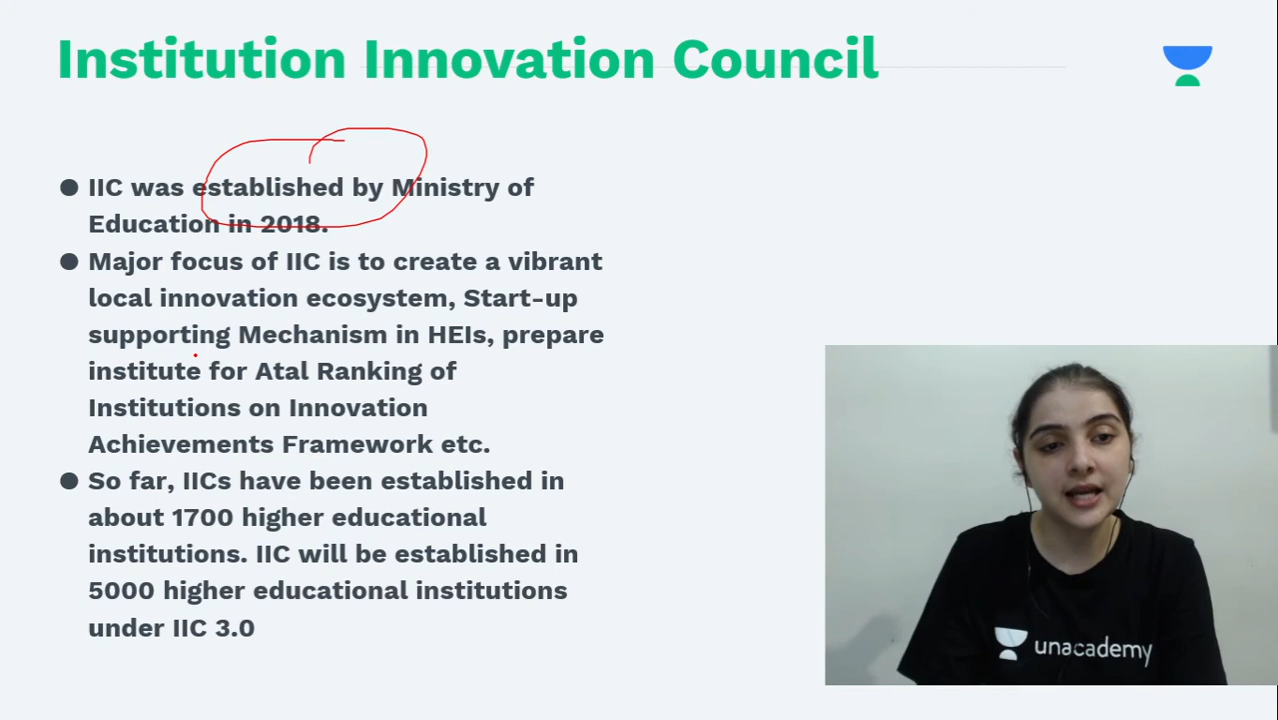 Institution Innovation Council
● IIC was established by Ministry of
Education in 2018.
● Major focus of IIC is to create a vibrant
local innovation ecosystem, Start-up
supporting Mechanism in HEIs, prepare
institute for Atal Ranking of
Institutions on Innovation
Achievements Framework etc.
● So far, IICs have been established in
about 1700 higher educational
institutions. IIC will be established in
5000 higher educational institutions
under IIC 3.0
unacademy